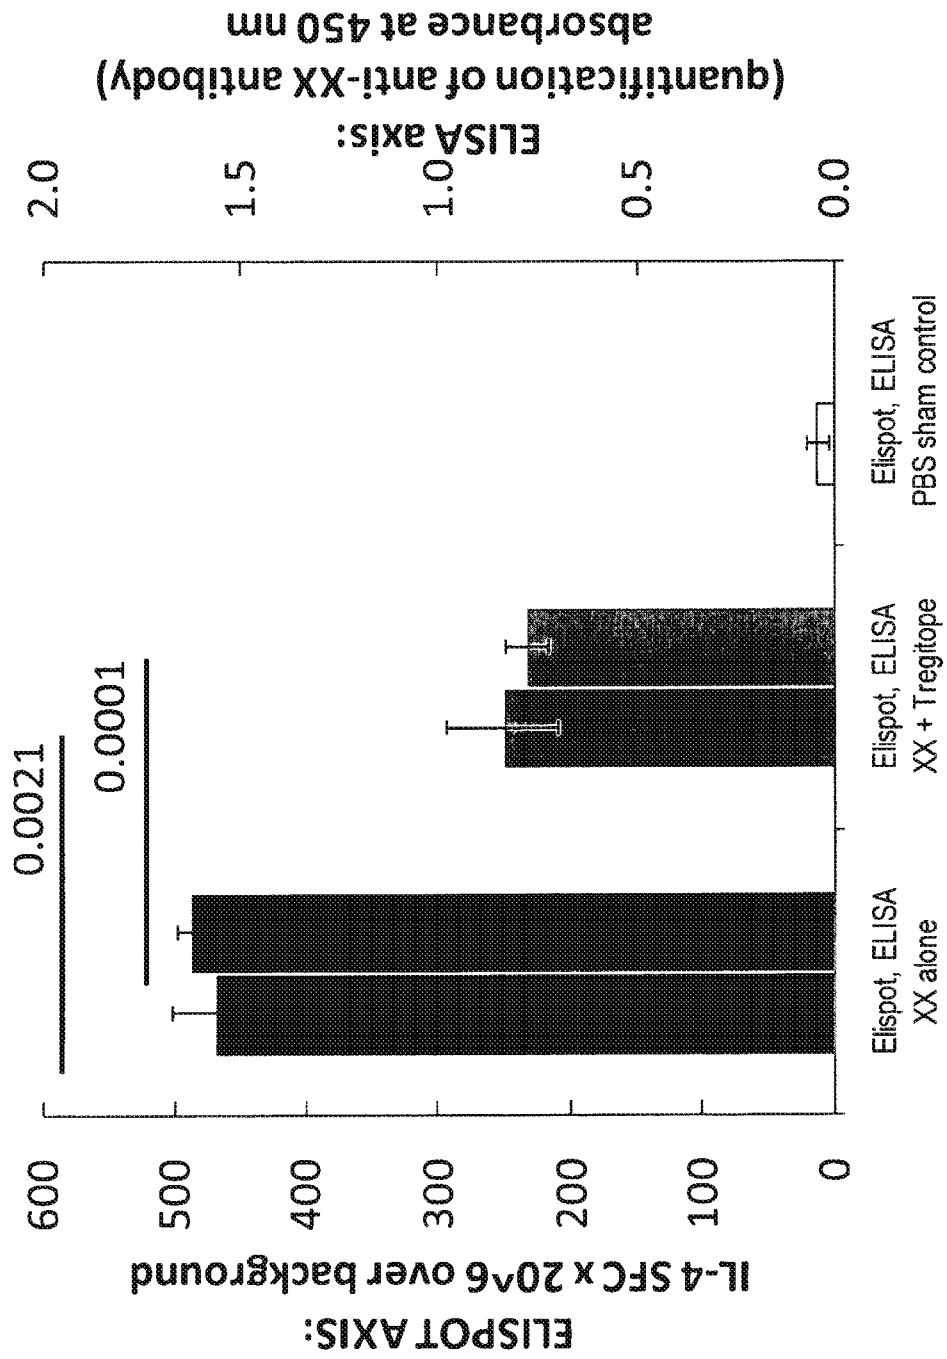 ELISPOT AXIS:
IL-4 SFC x 20^6 over background
600
500
400
300
200
100
0
0.0021
0.0001
Elispot, ELISA
XX alone
Elispot, ELISA
XX + Tregitope
Elispot, ELISA
PBS sham control
2.0
1.5
1.0
0.5
0.0
ELISA axis:
(quantification of anti-XX antibody)
absorbance at 450 nm